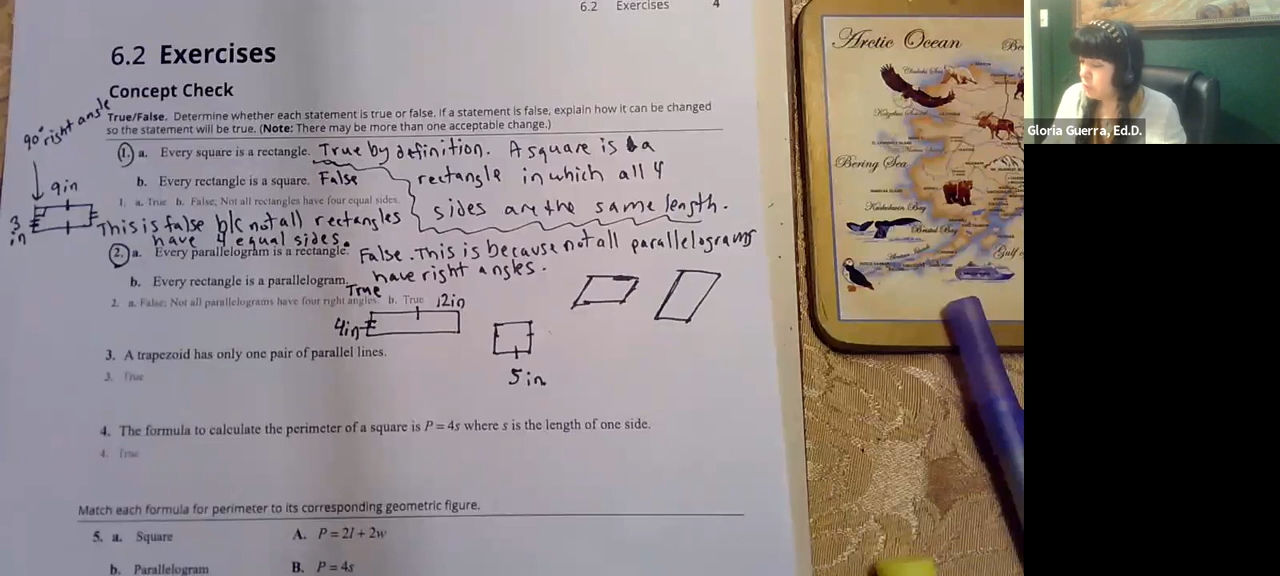 6.2 Exercises 4
6.2 Exercises
Concept Check
True/False. Determine whether each statement is true or false. If a statement is false, explain how it can be changed
so the statement will be true. (Note: There may be more than one acceptable change.)
90° right angle
1. a. Every square is a rectangle. True by definition. A square is a
rectangle in which all 4
sides are the same length.
b. Every rectangle is a square. False
1. a. True b. False; Not all rectangles have four equal sides.
9in
3
in
This is false b/c not all rectangles
have 4 equal sides.
2. a. Every parallelogram is a rectangle. False. This is because not all parallelograms
have right angles.
b. Every rectangle is a parallelogram.
True
2. a. False; Not all parallelograms have four right angles. b. True
12in
4in
5in
3. A trapezoid has only one pair of parallel lines.
3. True
4. The formula to calculate the perimeter of a square is P = 4s where s is the length of one side.
4. True
Match each formula for perimeter to its corresponding geometric figure.
5. a. Square A. P = 2l + 2w
b. Parallelogram B. P = 4s
Arctic Ocean
Chukchi Sea
Bering Sea
Bristol Bay
Gulf
Gloria Guerra, Ed.D.